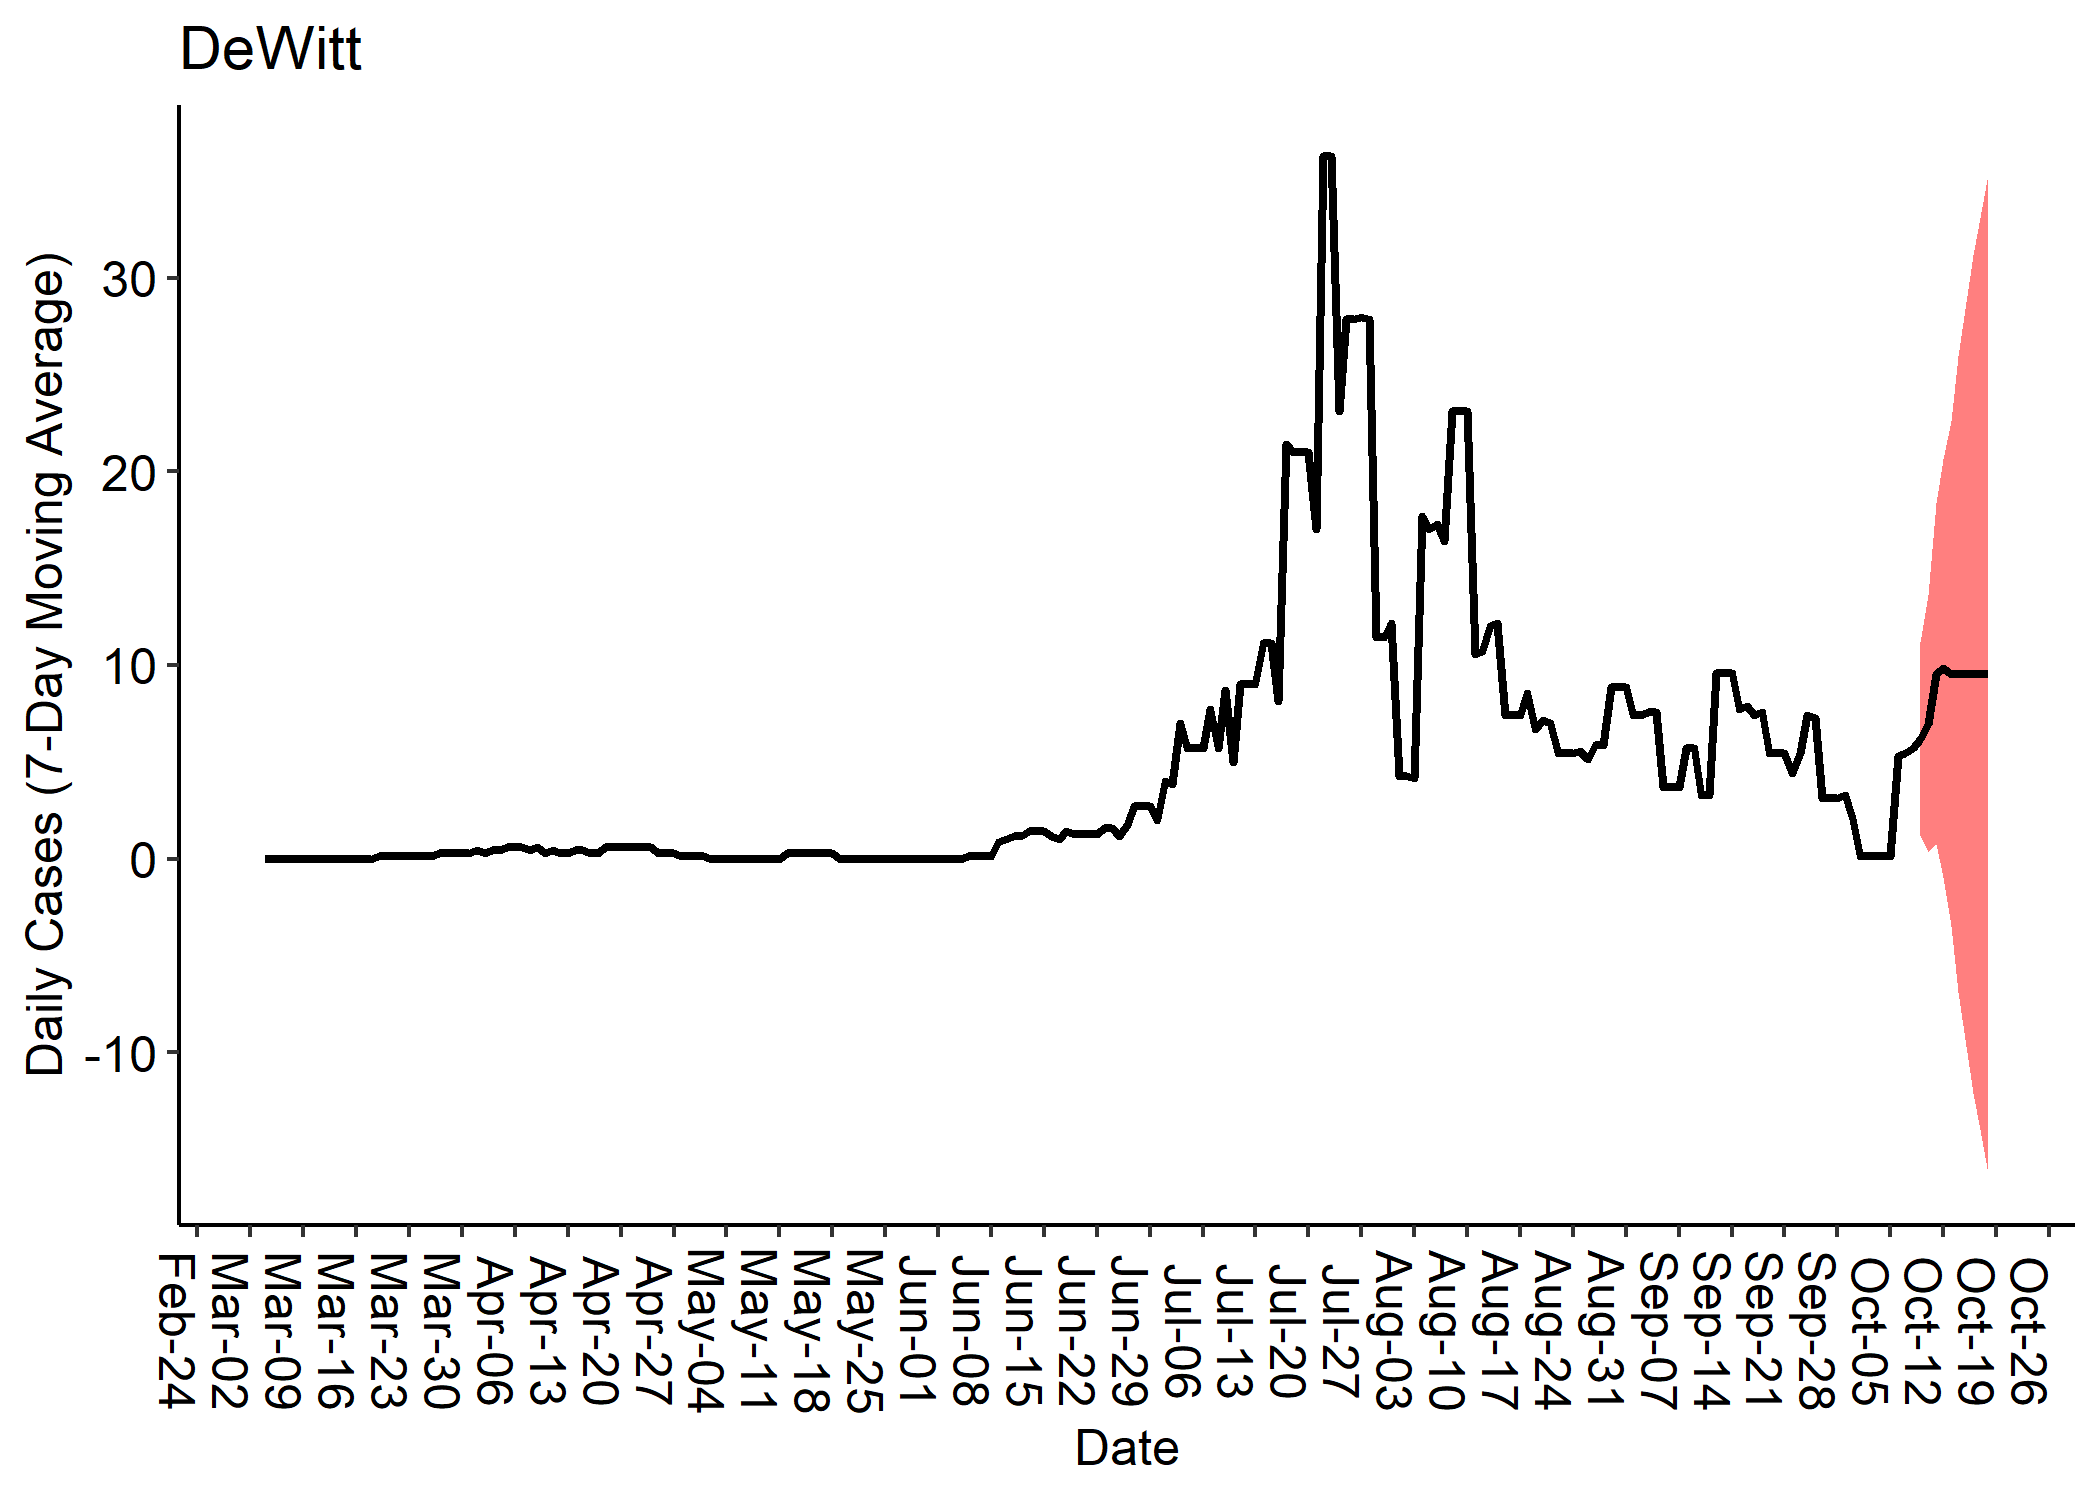 DeWitt
Daily Cases (7-Day Moving Average)
30
20
10
0
-10
Feb-24
Mar-02
Mar-09
Mar-16
Mar-23
Mar-30
Apr-06
Apr-13
Apr-20
Apr-27
May-04
May-11
May-18
May-25
Jun-01
Jun-08
Jun-15
Jun-22
Jun-29
Jul-06
Jul-13
Jul-20
Jul-27
Aug-03
Aug-10
Aug-17
Aug-24
Aug-31
Sep-07
Sep-14
Sep-21
Sep-28
Oct-05
Oct-12
Oct-19
Oct-26
Date